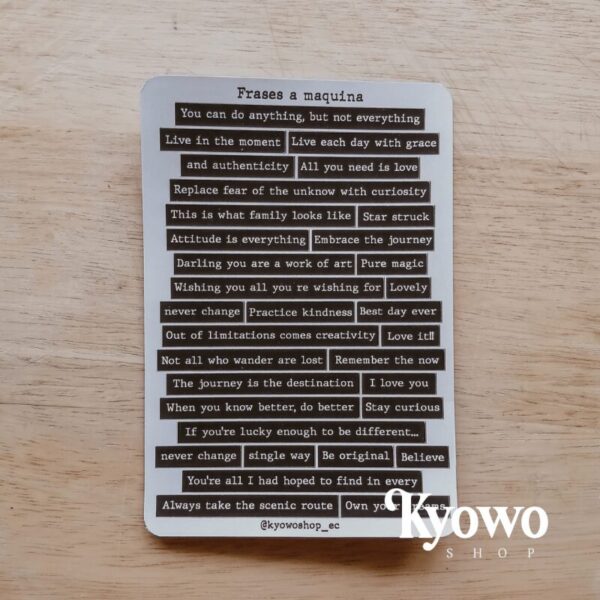 Frases a maquina
You can do anything, but not everything
Live in the moment Live each day with grace
and authenticity All you need is love
Replace fear of the unknow with curiosity
This is what family looks like Star struck
Attitude is everything Embrace the journey
Darling you are a work of art Pure magic
Wishing you all you re wishing for Lovely
never change Practice kindness Best day ever
Out of limitations comes creativity Love it!!
Not all who wander are lost Remember the now
The journey is the destination I love you
When you know better, do better Stay curious
If you're lucky enough to be different...
never change single way Be original Believe
You're all I had hoped to find in every
Always take the scenic route Own your dreams
@kyowoshop_ec
Kyowo
SHOP